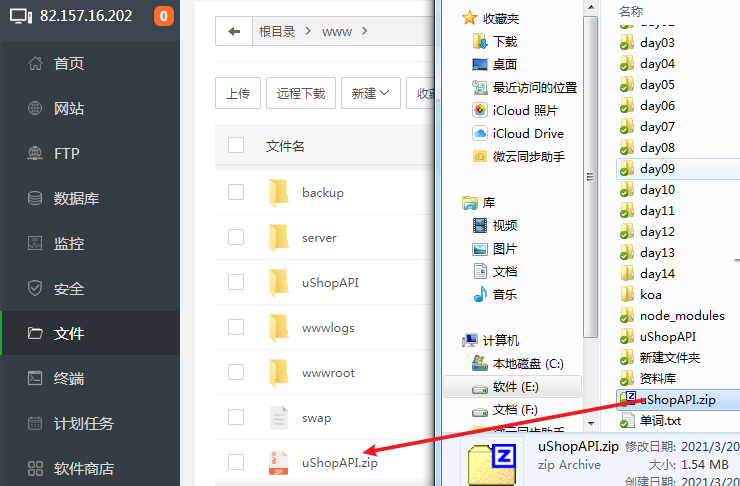 82.157.16.202
0
首页
网站
FTP
数据库
监控
安全
文件
终端
计划任务
软件商店
根目录
www
上传
远程下载
新建
收藏
文件名
backup
server
uShopAPI
wwwlogs
wwwroot
swap
uShopAPI.zip
收藏夹
下载
桌面
最近访问的位置
iCloud 照片
iCloud Drive
微云同步助手
库
视频
图片
文档
音乐
计算机
本地磁盘 (C:)
软件 (E:)
文档 (F:)
微云同步助手
名称
day02
day03
day04
day05
day06
day07
day08
day09
day10
day11
day12
day13
day14
koa
node_modules
uShopAPI
新建文件夹
资料库
uShopAPI.zip
单词.txt
uShopAPI.zip 修改日期: 2021/3/20
zip Archive 大小: 1.54 MB
创建日期: 2021/3/20